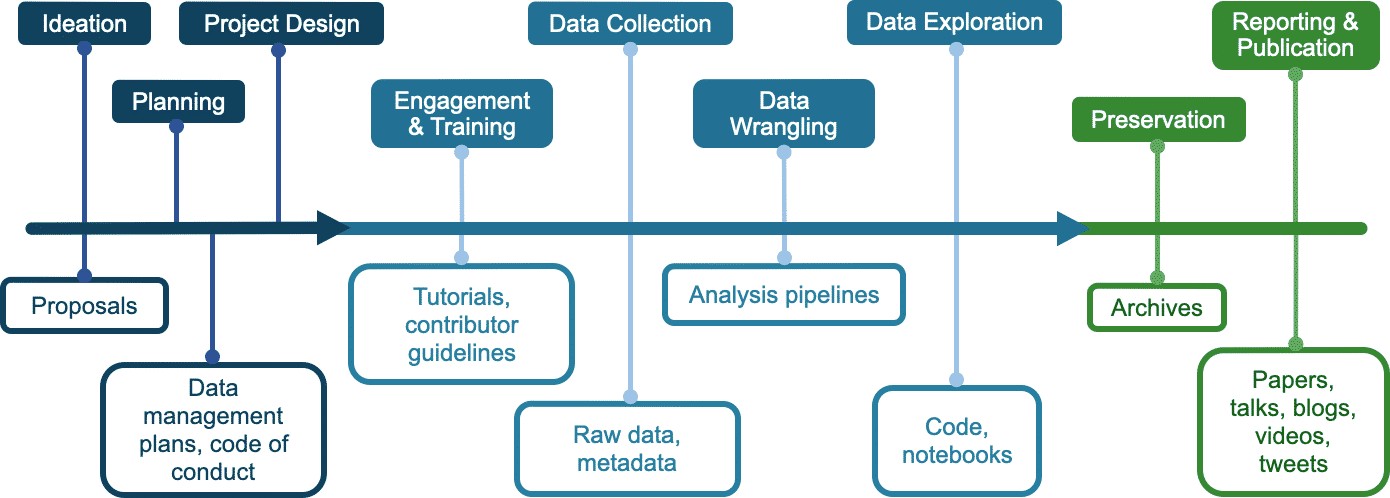 Ideation
Project Design
Data Collection
Data Exploration
Reporting &
Publication
Planning
Engagement
& Training
Data
Wrangling
Preservation
Proposals
Tutorials,
contributor
guidelines
Analysis pipelines
Archives
Data
management
plans, code of
conduct
Raw data,
metadata
Code,
notebooks
Papers,
talks, blogs,
videos,
tweets